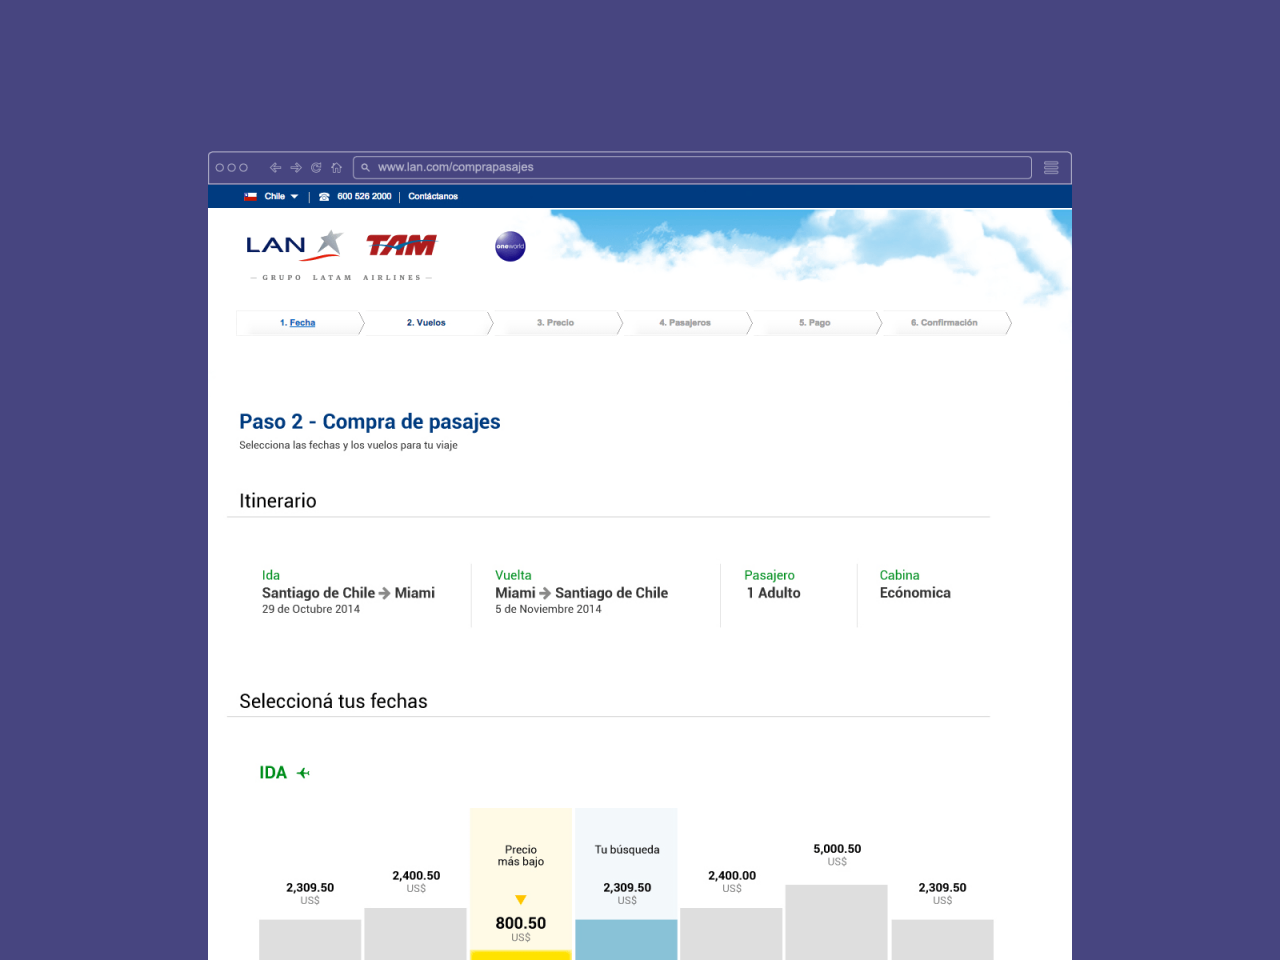 www.lan.com/comprapasajes
Chile
600 526 2000
Contáctanos
LAN TAM oneworld
GRUPO LATAM AIRLINES
1. Fecha
2. Vuelos
3. Precio
4. Pasajeros
5. Pago
6. Confirmación
Paso 2 - Compra de pasajes
Selecciona las fechas y los vuelos para tu viaje
Itinerario
Ida
Santiago de Chile → Miami
29 de Octubre 2014
Vuelta
Miami → Santiago de Chile
5 de Noviembre 2014
Pasajero
1 Adulto
Cabina
Ecónomica
Seleccioná tus fechas
IDA
2,309.50
US$
2,400.50
US$
Precio
más bajo
800.50
US$
Tu búsqueda
2,309.50
US$
2,400.00
US$
5,000.50
US$
2,309.50
US$